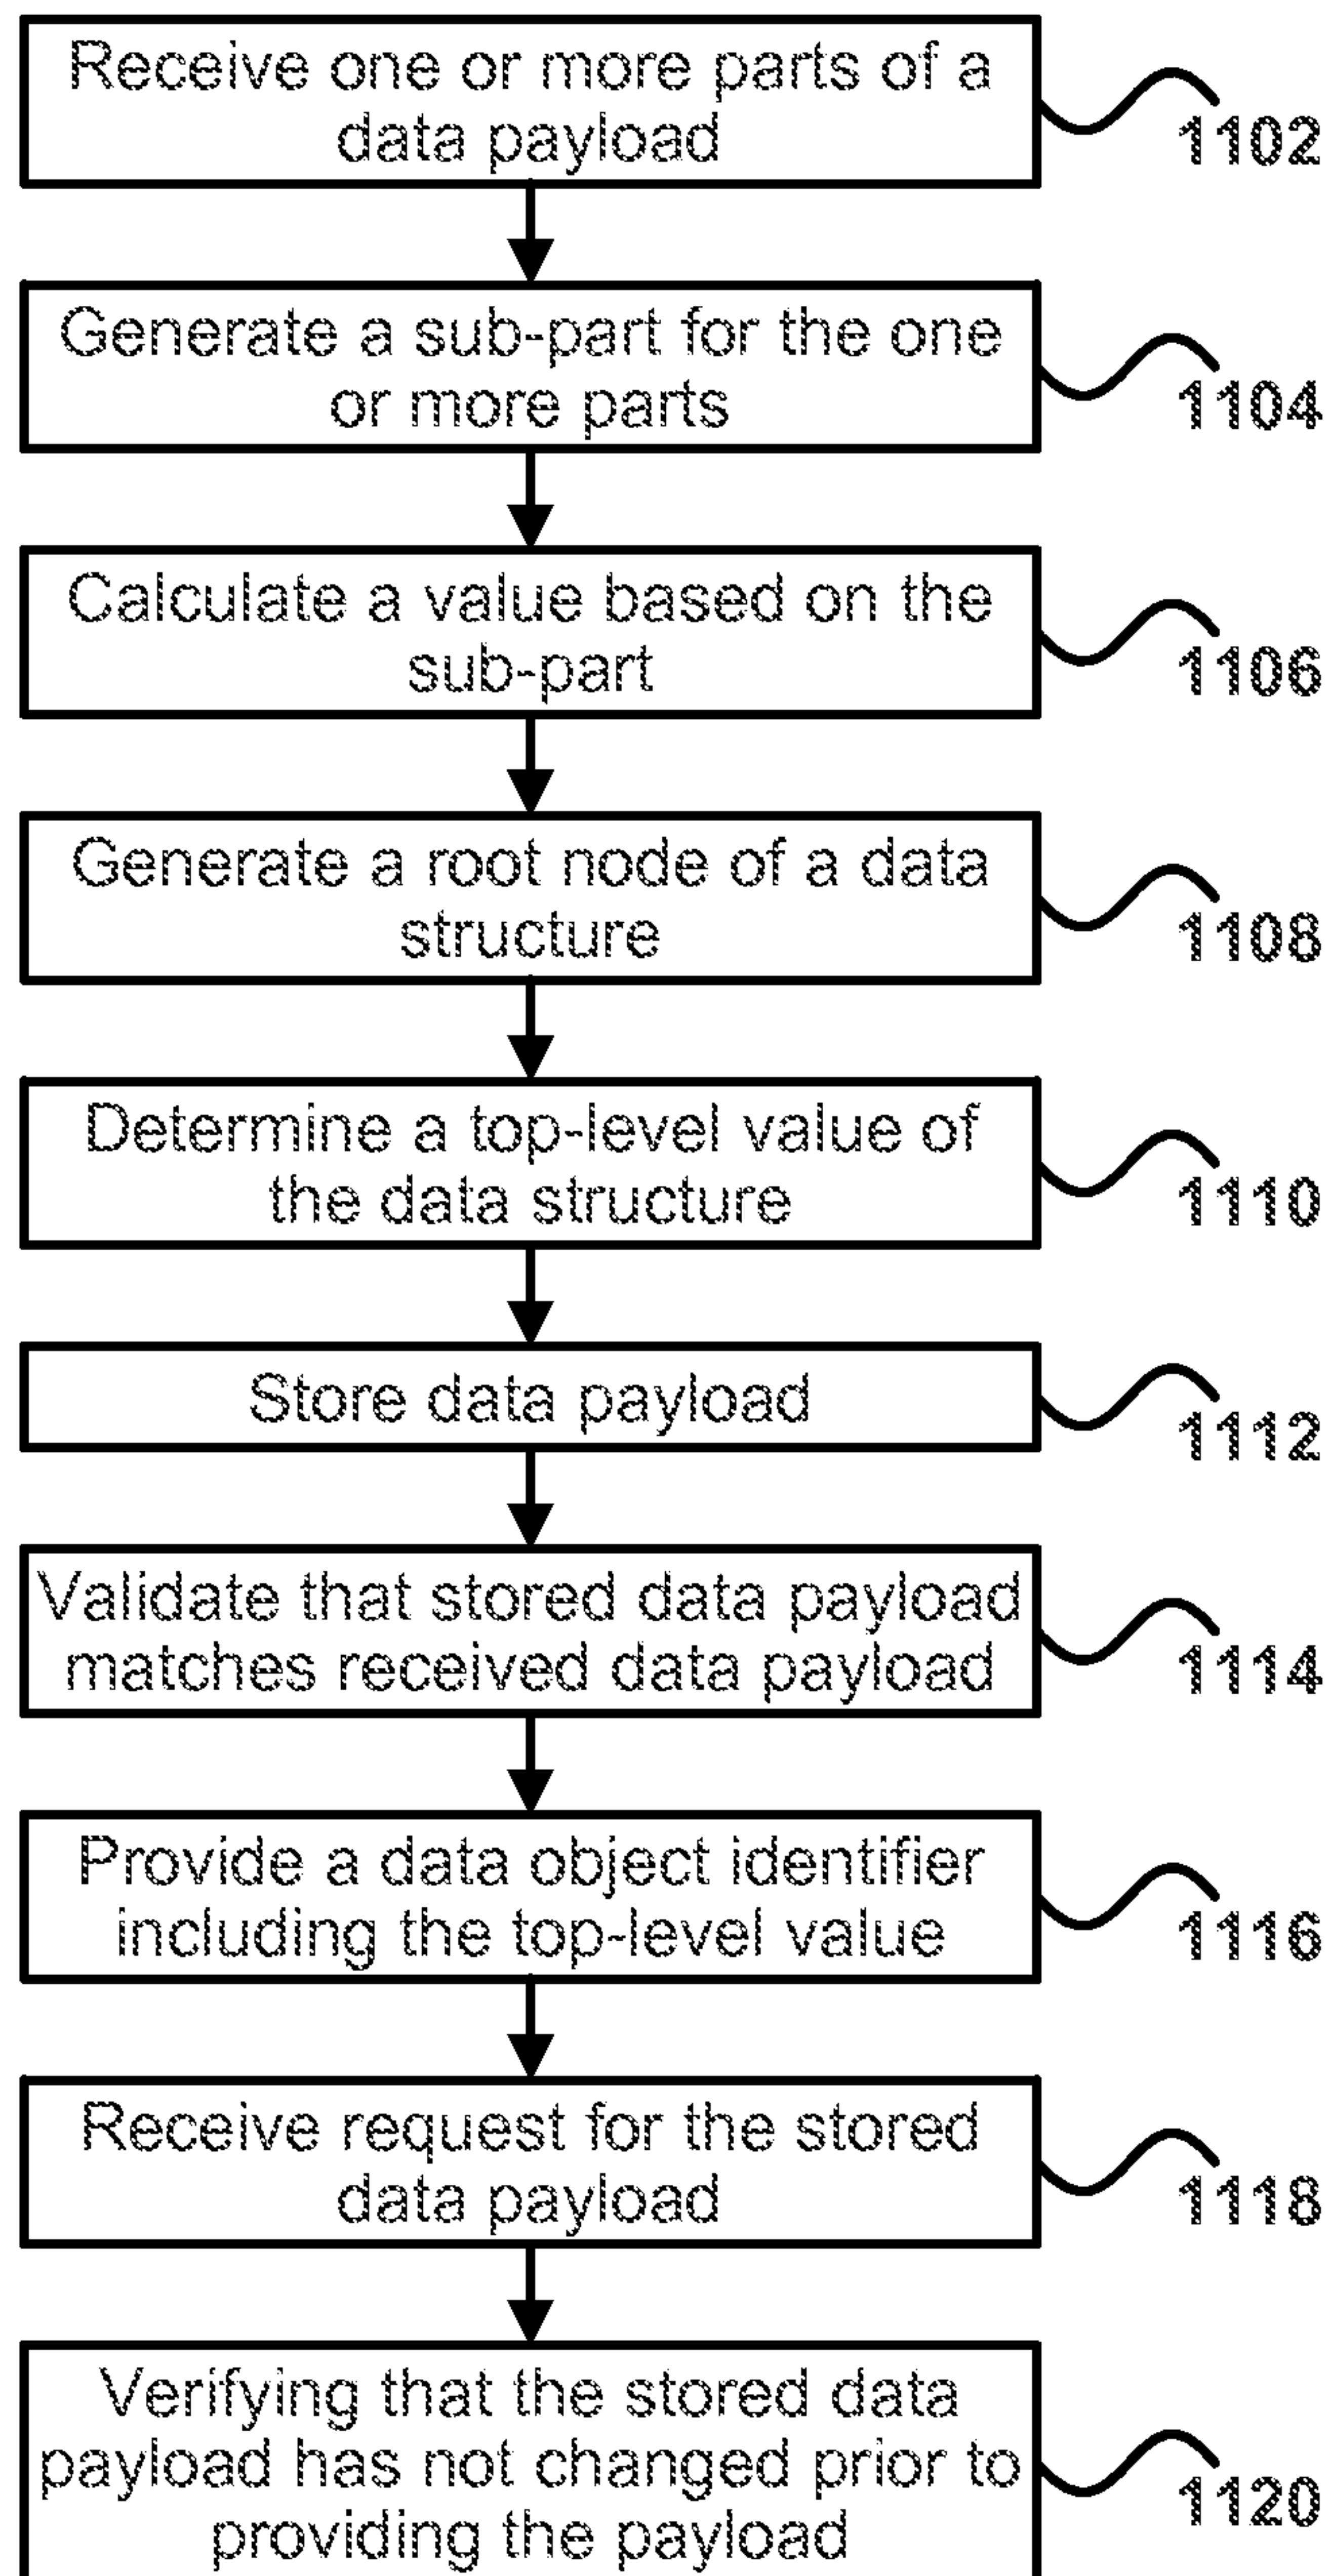 Receive one or more parts of a
data payload
1102
Generate a sub-part for the one
or more parts
1104
Calculate a value based on the
sub-part
1106
Generate a root node of a data
structure
1108
Determine a top-level value of
the data structure
1110
Store data payload
1112
Validate that stored data payload
matches received data payload
1114
Provide a data object identifier
including the top-level value
1116
Receive request for the stored
data payload
1118
Verifying that the stored data
payload has not changed prior to
providing the payload
1120